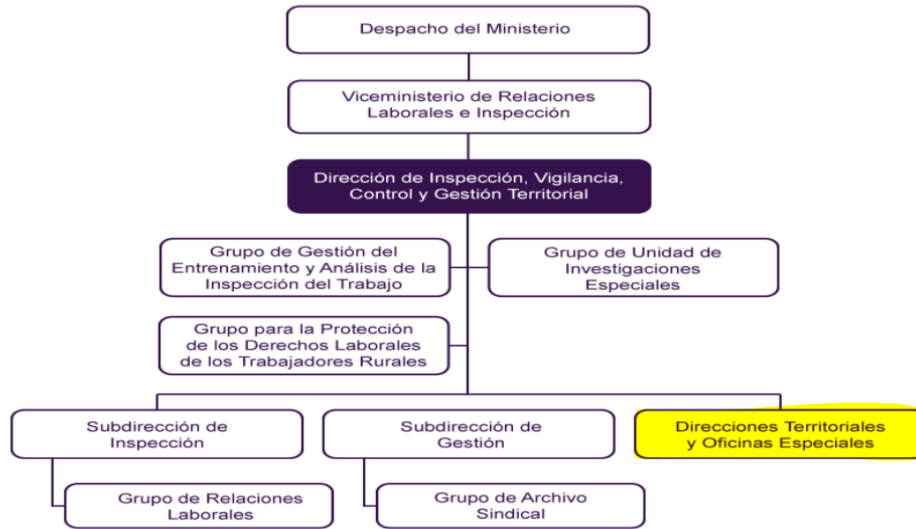 Despacho del Ministerio
Viceministerio de Relaciones
Laborales e Inspección
Dirección de Inspección, Vigilancia,
Control y Gestión Territorial
Grupo de Gestión del
Entrenamiento y Análisis de la
Inspección del Trabajo
Grupo de Unidad de
Investigaciones
Especiales
Grupo para la Protección
de los Derechos Laborales
de los Trabajadores Rurales
Subdirección de
Inspección
Subdirección de
Gestión
Direcciones Territoriales
y Oficinas Especiales
Grupo de Relaciones
Laborales
Grupo de Archivo
Sindical